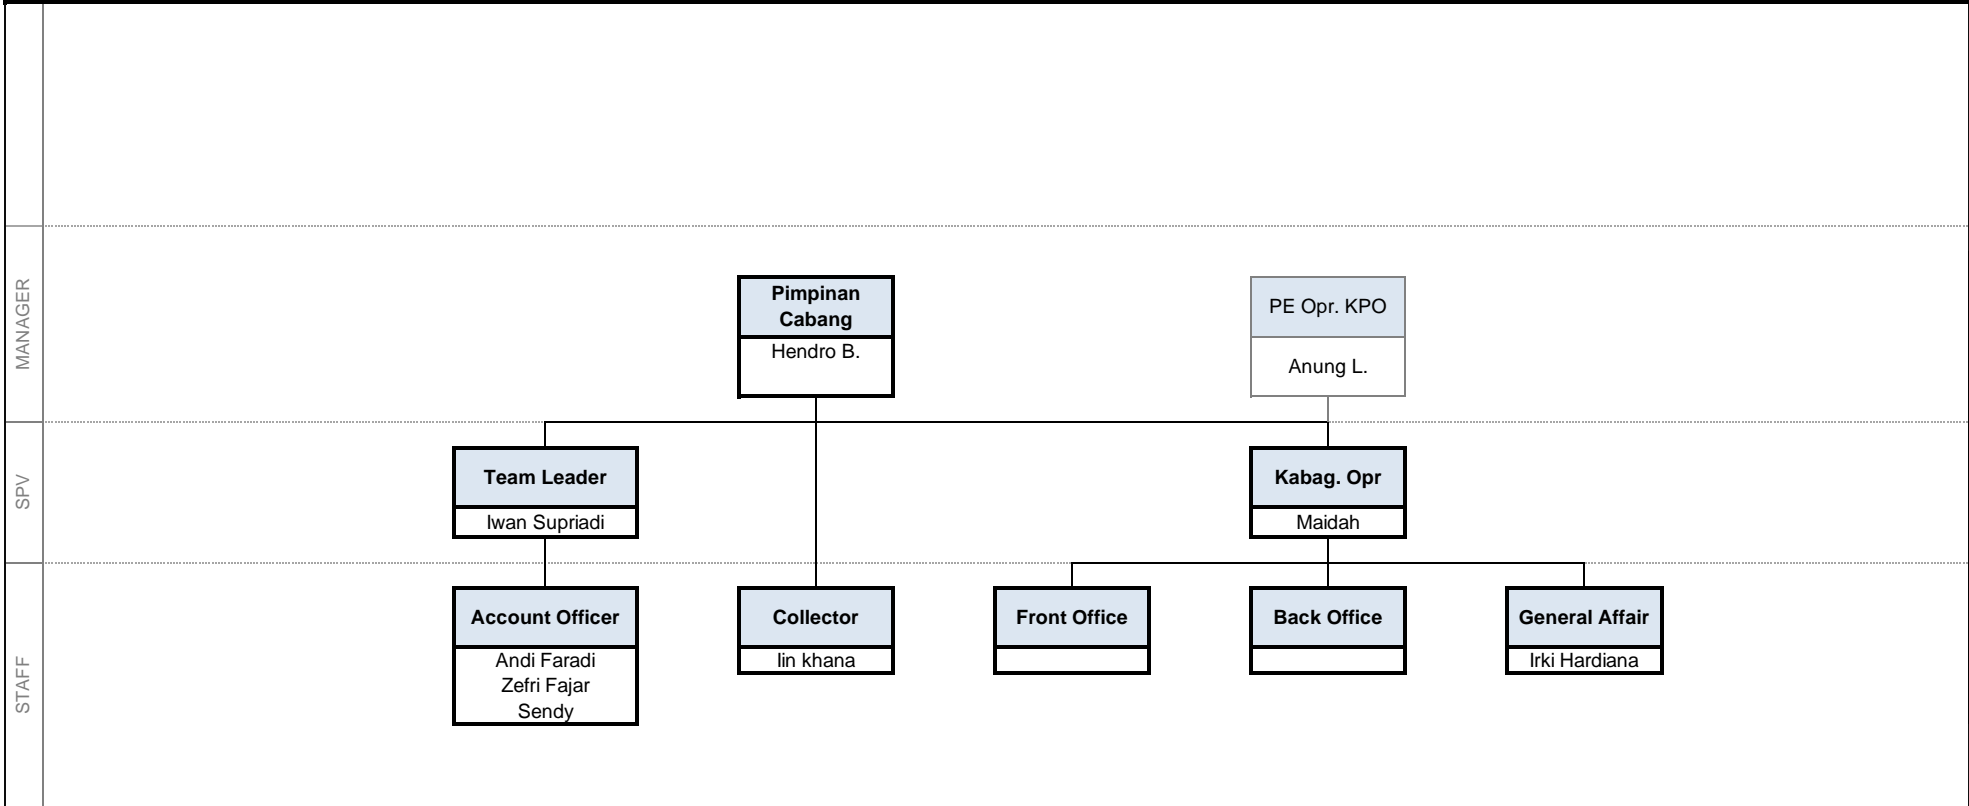 MANAGER
Pimpinan
Cabang
Hendro B.
PE Opr. KPO
Anung L.
SPV
Team Leader
Iwan Supriadi
Kabag. Opr
Maidah
STAFF
Account Officer
Andi Faradi
Zefri Fajar
Sendy
Collector
Iin khana
Front Office
Back Office
General Affair
Irki Hardiana